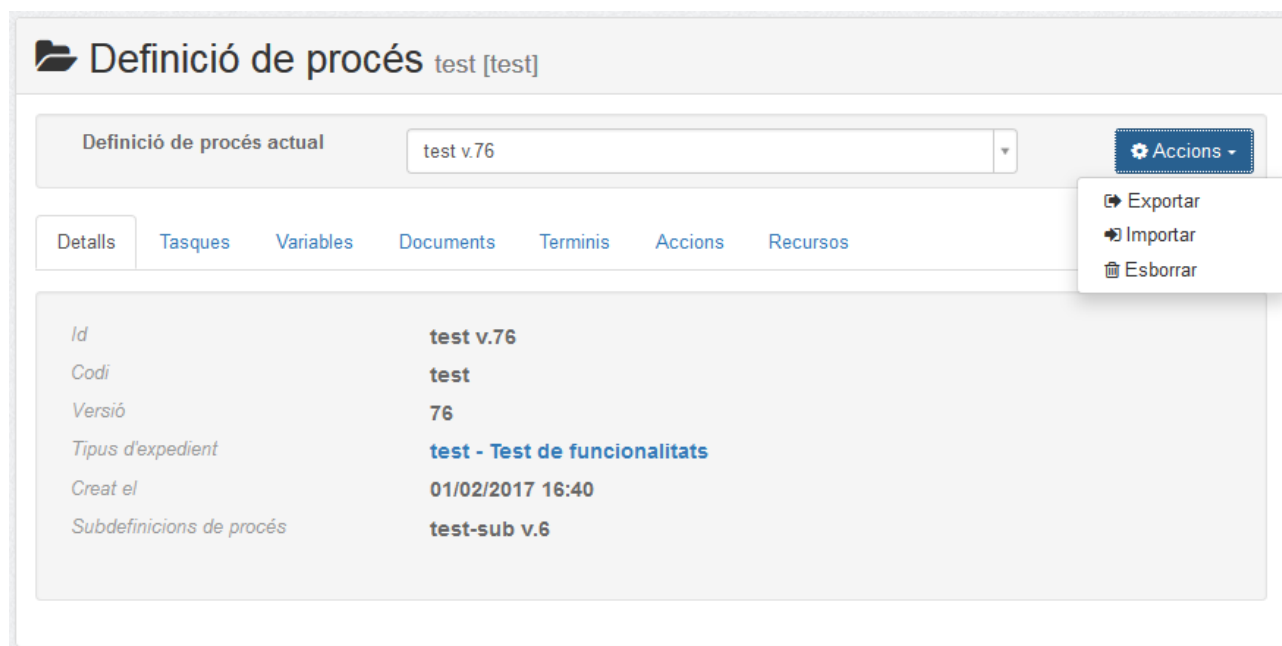 Definició de procés test [test]
Definició de procés actual test v.76 Accions
Exportar
Importar
Esborrar
Detalls Tasques Variables Documents Terminis Accions Recursos
Id test v.76
Codi test
Versió 76
Tipus d'expedient test - Test de funcionalitats
Creat el 01/02/2017 16:40
Subdefinicions de procés test-sub v.6